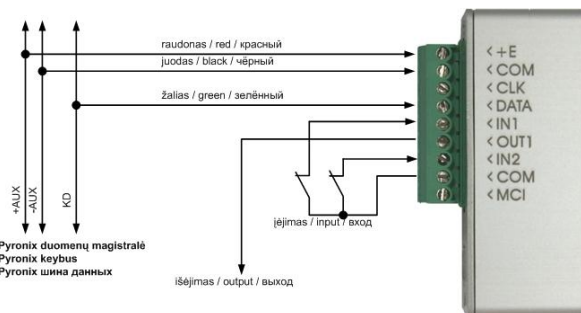 raudonas / red / красный
juodas / black / чёрный
žalias / green / зелённый
+AUX
-AUX
KD
Pyronix duomenų magistralė
Pyronix keybus
Pyronix шина данных
įėjimas / input / вход
išėjimas / output / выход
< +E
< COM
< CLK
< DATA
< IN1
< OUT1
< IN2
< COM
< MCI